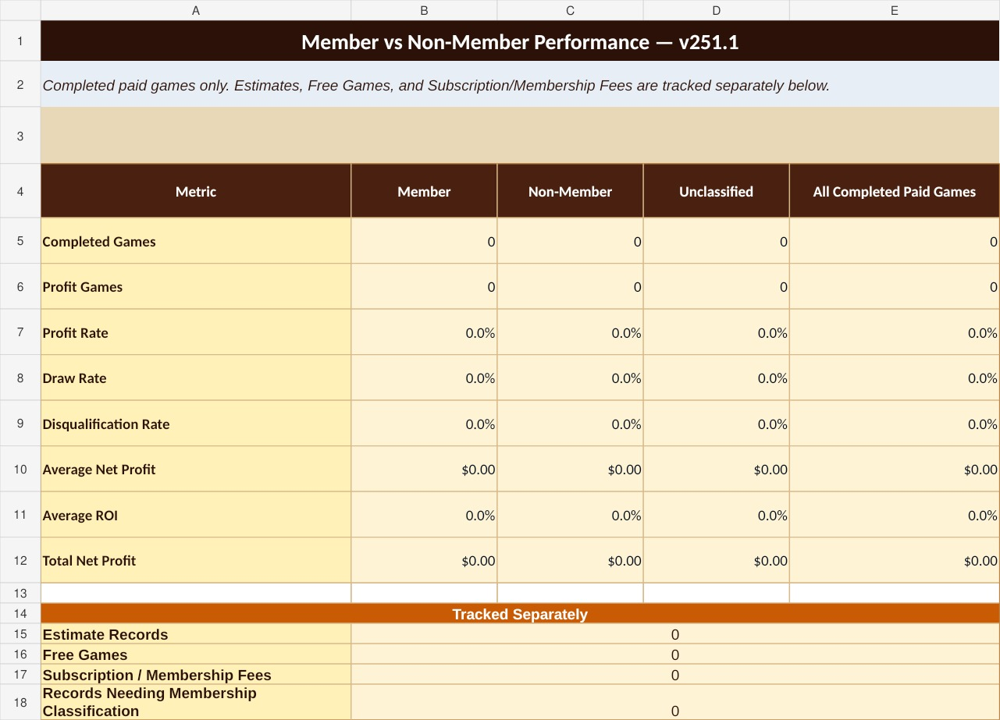 A B C D E
1 Member vs Non-Member Performance — v251.1
2 Completed paid games only. Estimates, Free Games, and Subscription/Membership Fees are tracked separately below.
3
4 Metric Member Non-Member Unclassified All Completed Paid Games
5 Completed Games 0 0 0 0
6 Profit Games 0 0 0 0
7 Profit Rate 0.0% 0.0% 0.0% 0.0%
8 Draw Rate 0.0% 0.0% 0.0% 0.0%
9 Disqualification Rate 0.0% 0.0% 0.0% 0.0%
10 Average Net Profit $0.00 $0.00 $0.00 $0.00
11 Average ROI 0.0% 0.0% 0.0% 0.0%
12 Total Net Profit $0.00 $0.00 $0.00 $0.00
13
14 Tracked Separately
15 Estimate Records 0
16 Free Games 0
17 Subscription / Membership Fees 0
18 Records Needing Membership
Classification 0